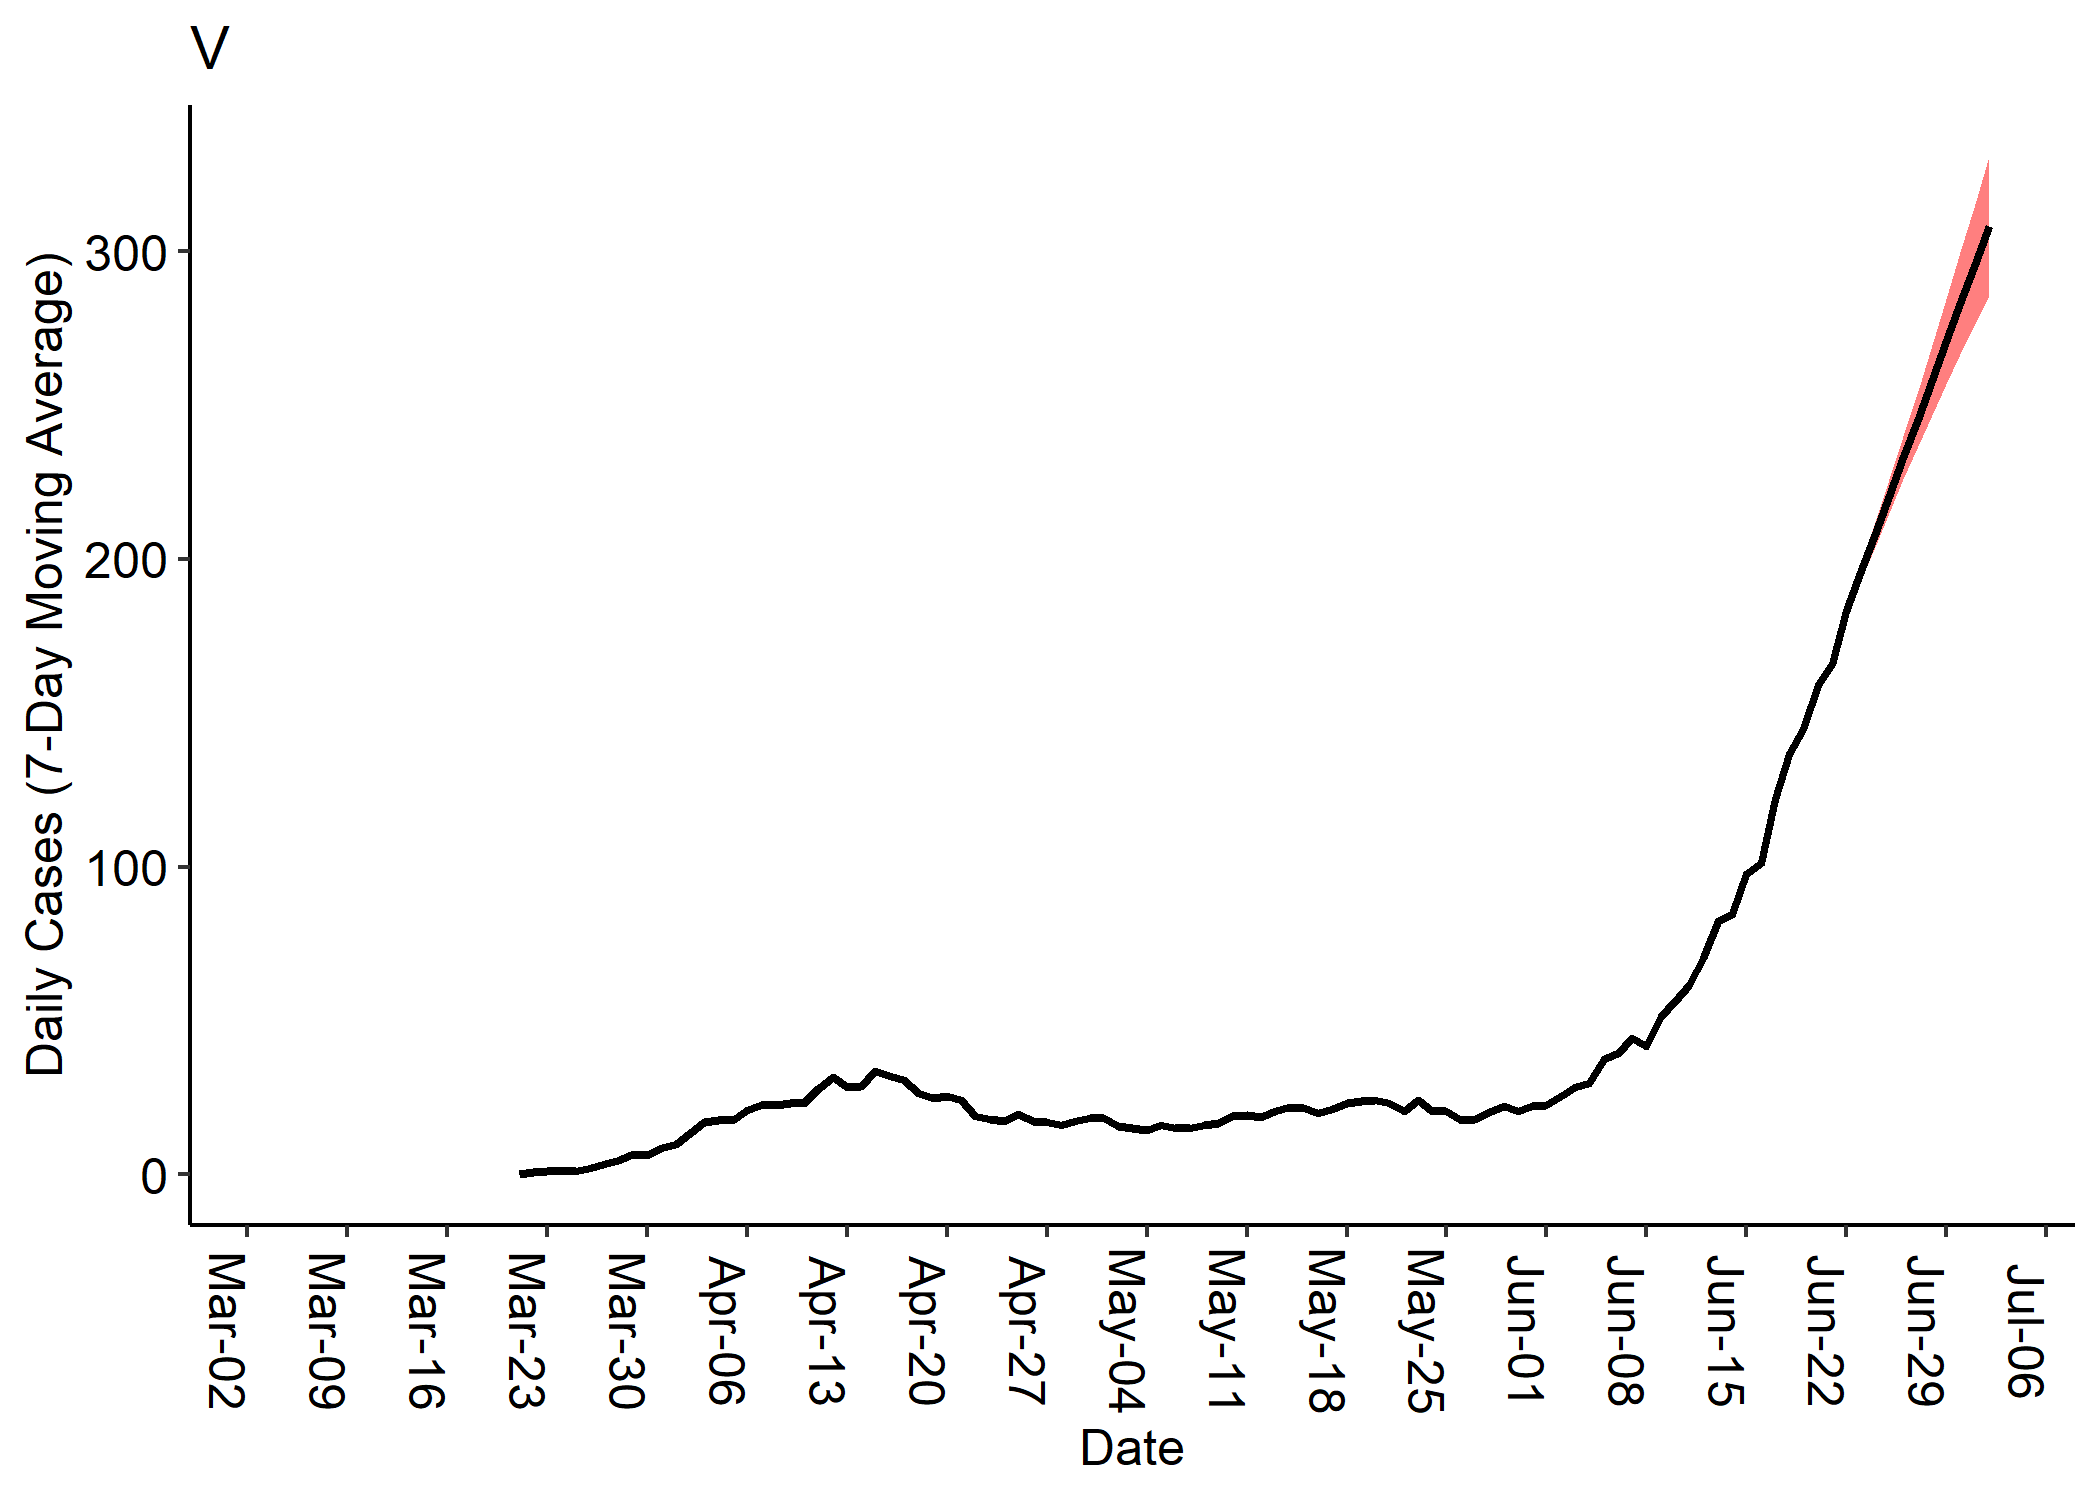 V
Daily Cases (7-Day Moving Average)
300
200
100
0
Mar-02
Mar-09
Mar-16
Mar-23
Mar-30
Apr-06
Apr-13
Apr-20
Apr-27
May-04
May-11
May-18
May-25
Jun-01
Jun-08
Jun-15
Jun-22
Jun-29
Jul-06
Date